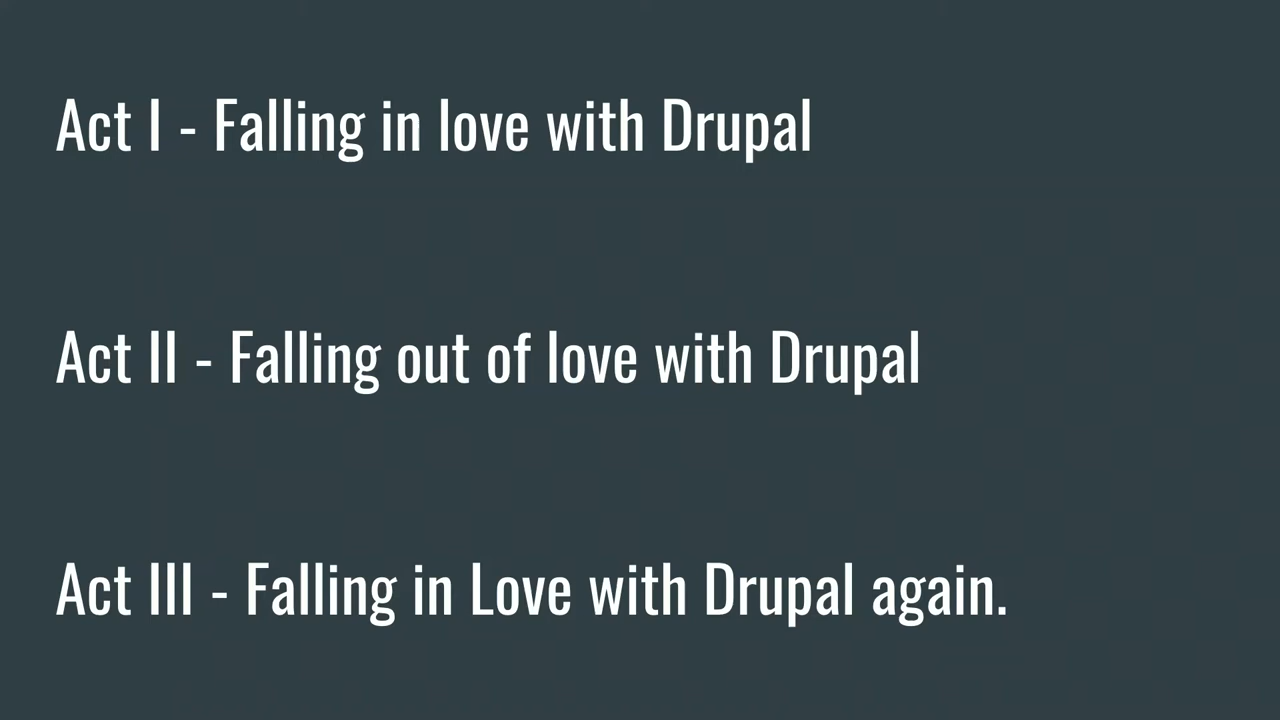 Act I - Falling in love with Drupal
Act II - Falling out of love with Drupal
Act III - Falling in Love with Drupal again.